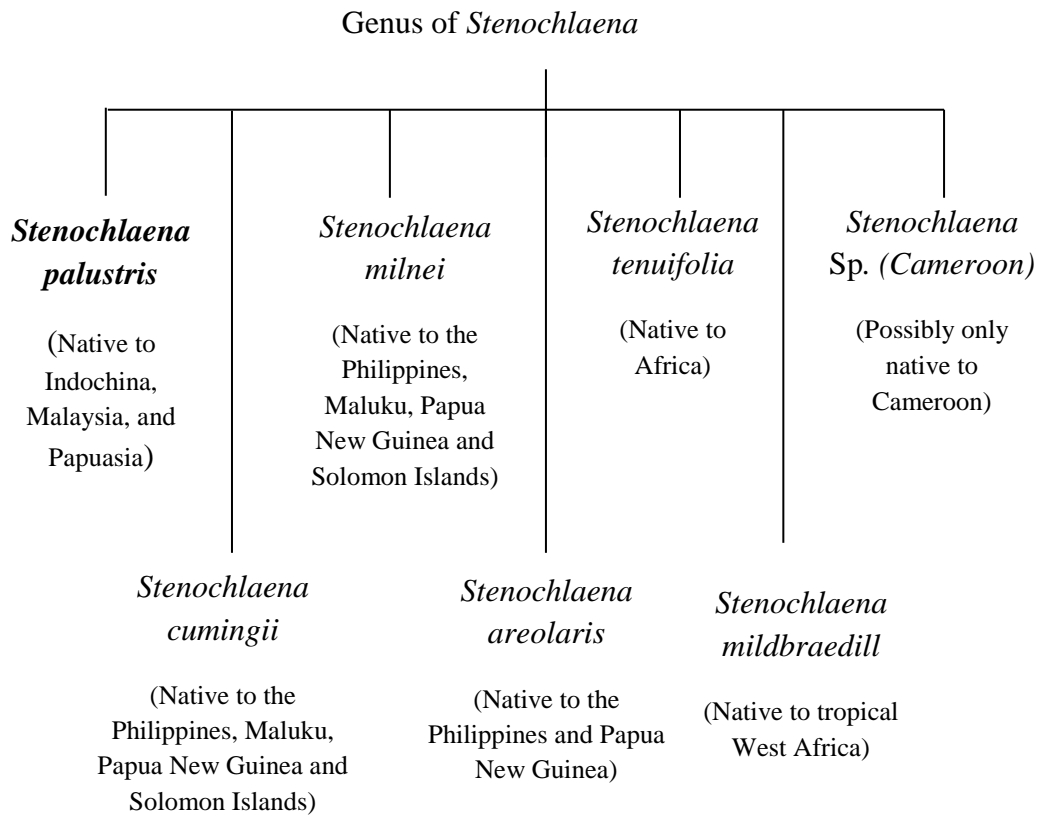 Genus of Stenochlaena
Stenochlaena
palustris
(Native to
Indochina,
Malaysia, and
Papuasia)
Stenochlaena
milnei
(Native to the
Philippines,
Maluku, Papua
New Guinea and
Solomon Islands)
Stenochlaena
tenuifolia
(Native to
Africa)
Stenochlaena
Sp. (Cameroon)
(Possibly only
native to
Cameroon)
Stenochlaena
cumingii
(Native to the
Philippines, Maluku,
Papua New Guinea and
Solomon Islands)
Stenochlaena
areolaris
(Native to the
Philippines and Papua
New Guinea)
Stenochlaena
mildbraedill
(Native to tropical
West Africa)